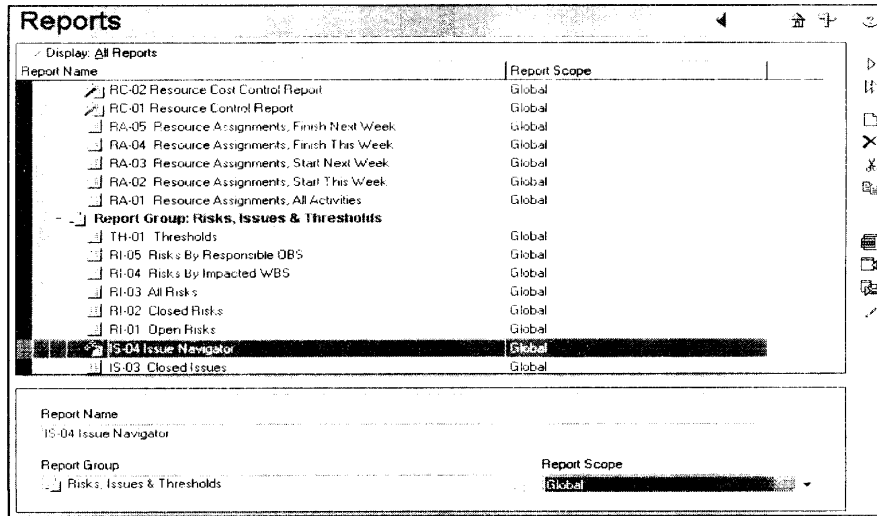 Reports
Display: All Reports
Report Name Report Scope
RC-02 Resource Cost Control Report Global
RC-01 Resource Control Report Global
RA-05 Resource Assignments, Finish Next Week Global
RA-04 Resource Assignments, Finish This Week Global
RA-03 Resource Assignments, Start Next Week Global
RA-02 Resource Assignments, Start This Week Global
RA-01 Resource Assignments, All Activities Global
Report Group: Risks, Issues & Thresholds
TH-01 Thresholds Global
RI-05 Risks By Responsible OBS Global
RI-04 Risks By Impacted WBS Global
RI-03 All Risks Global
RI-02 Closed Risks Global
RI-01 Open Risks Global
IS-04 Issue Navigator Global
IS-03 Closed Issues Global
Report Name
IS-04 Issue Navigator
Report Group Report Scope
Risks, Issues & Thresholds Global